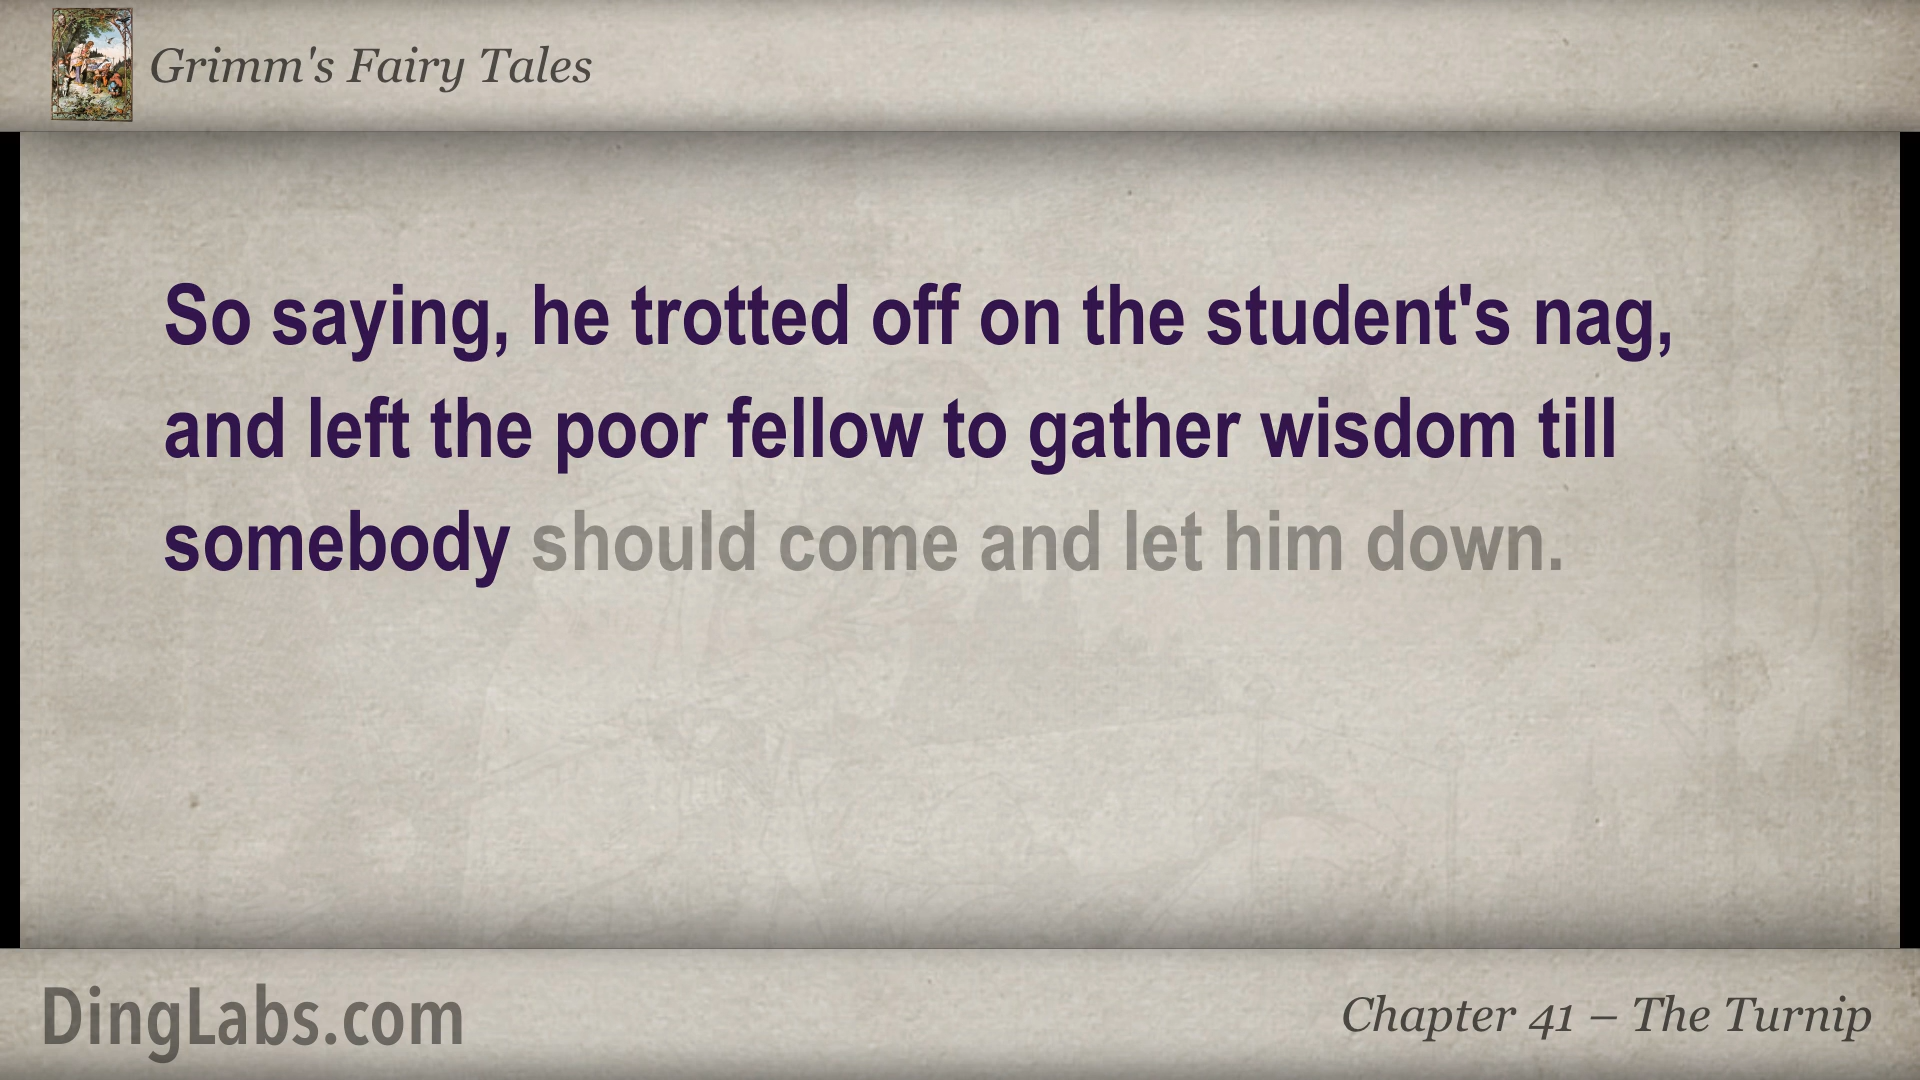 Grimm's Fairy Tales
So saying, he trotted off on the student's nag,
and left the poor fellow to gather wisdom till
somebody should come and let him down.
DingLabs.com
Chapter 41 – The Turnip